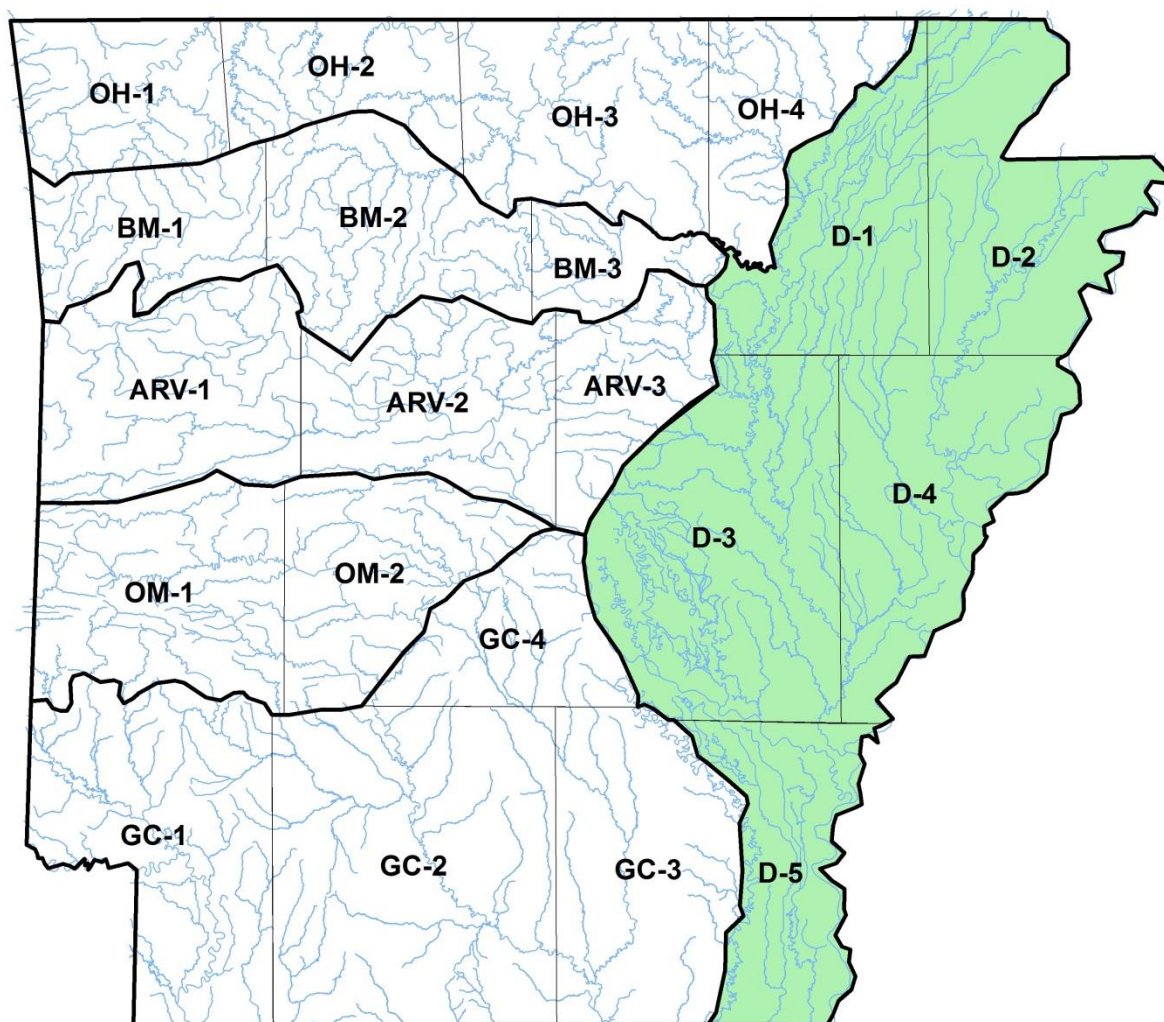 OH-1
OH-2
OH-3
OH-4
BM-1
BM-2
BM-3
D-1
D-2
ARV-1
ARV-2
ARV-3
D-3
D-4
OM-1
OM-2
GC-4
GC-1
GC-2
GC-3
D-5